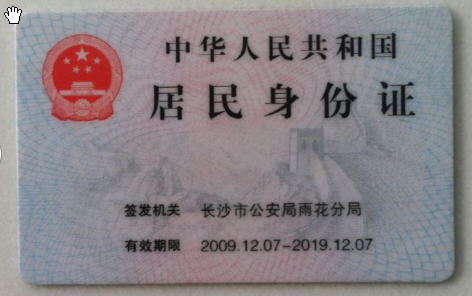 中华人民共和国
居民身份证
签发机关 长沙市公安局雨花分局
有效期限 2009.12.07-2019.12.07